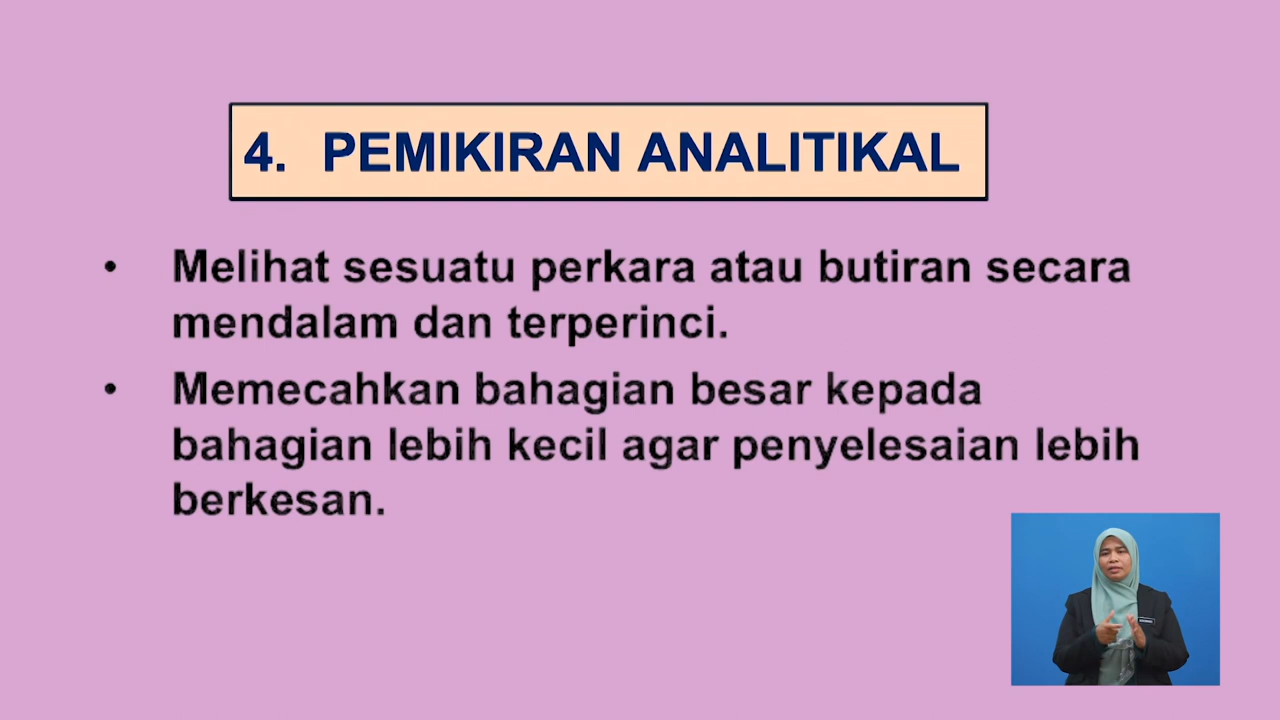 4. PEMIKIRAN ANALITIKAL
• Melihat sesuatu perkara atau butiran secara
mendalam dan terperinci.
• Memecahkan bahagian besar kepada
bahagian lebih kecil agar penyelesaian lebih
berkesan.